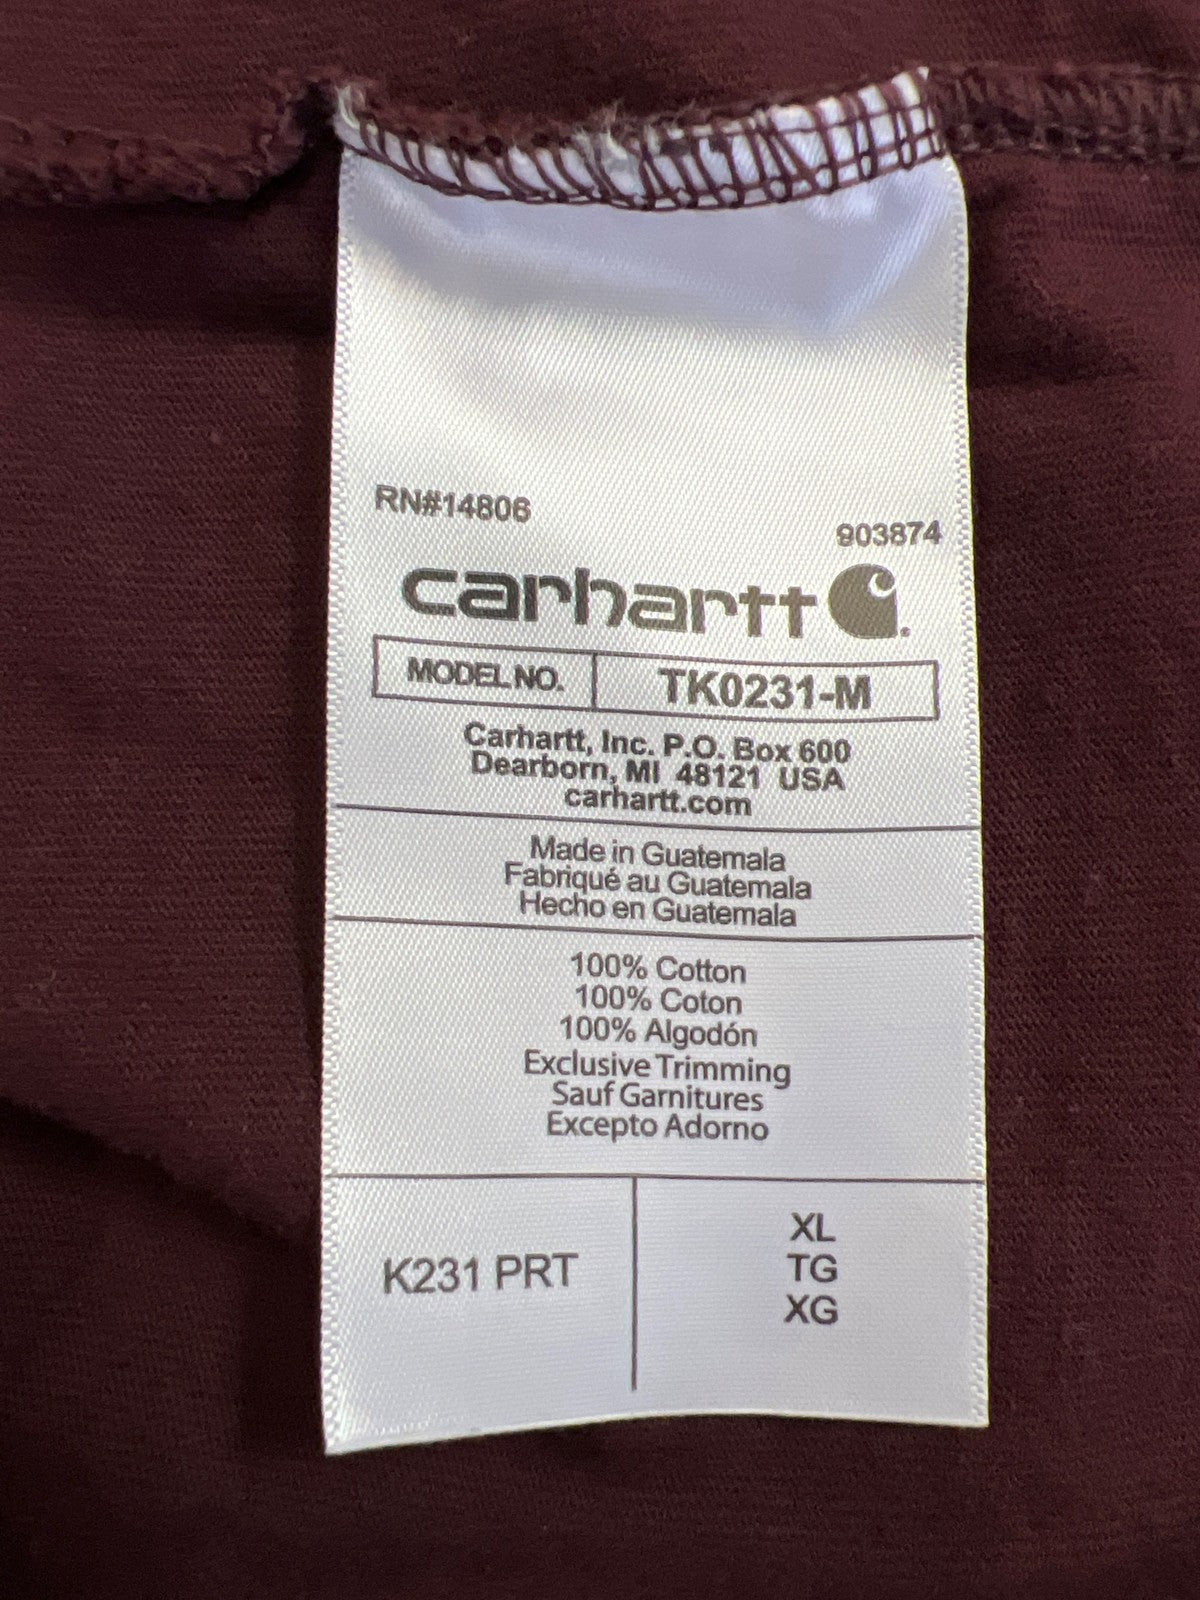 RN#14806
903874
carhartt
MODEL NO. TK0231-M
Carhartt, Inc. P.O. Box 600
Dearborn, MI 48121 USA
carhartt.com
Made in Guatemala
Fabriqué au Guatemala
Hecho en Guatemala
100% Cotton
100% Coton
100% Algodón
Exclusive Trimming
Sauf Garnitures
Excepto Adorno
K231 PRT
XL
TG
XG